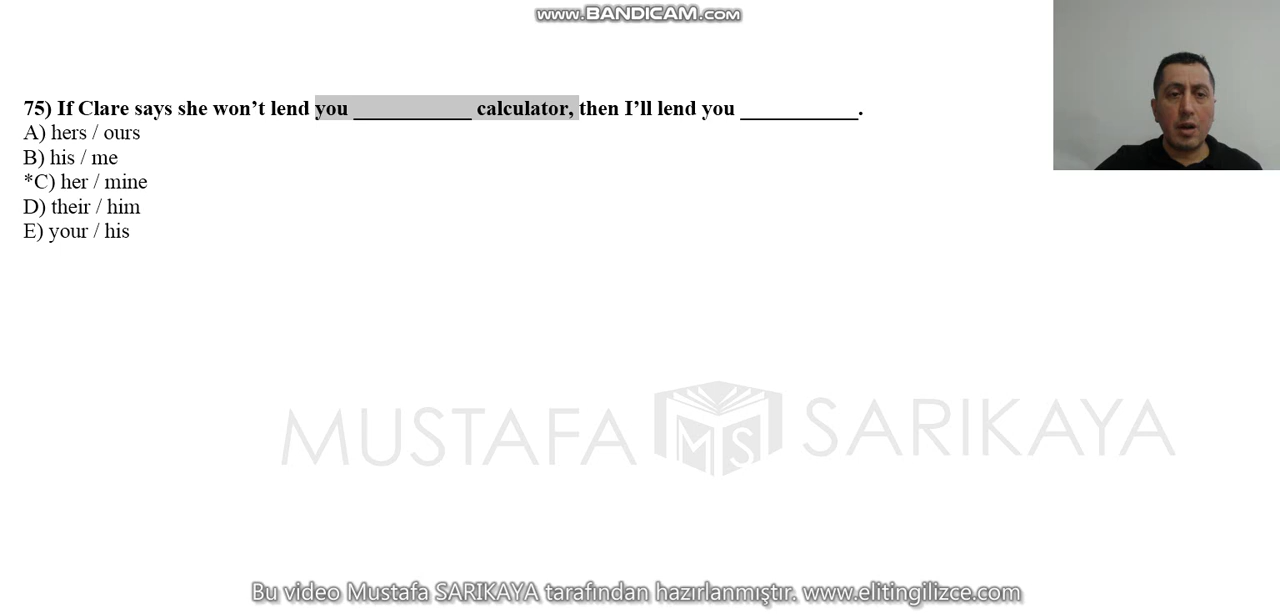 www.BANDICAM.com
75) If Clare says she won’t lend you ___________ calculator, then I’ll lend you ___________.
A) hers / ours
B) his / me
*C) her / mine
D) their / him
E) your / his
MUSTAFA MS SARIKAYA
Bu video Mustafa SARIKAYA tarafından hazırlanmıştır. www.elitingilizce.com